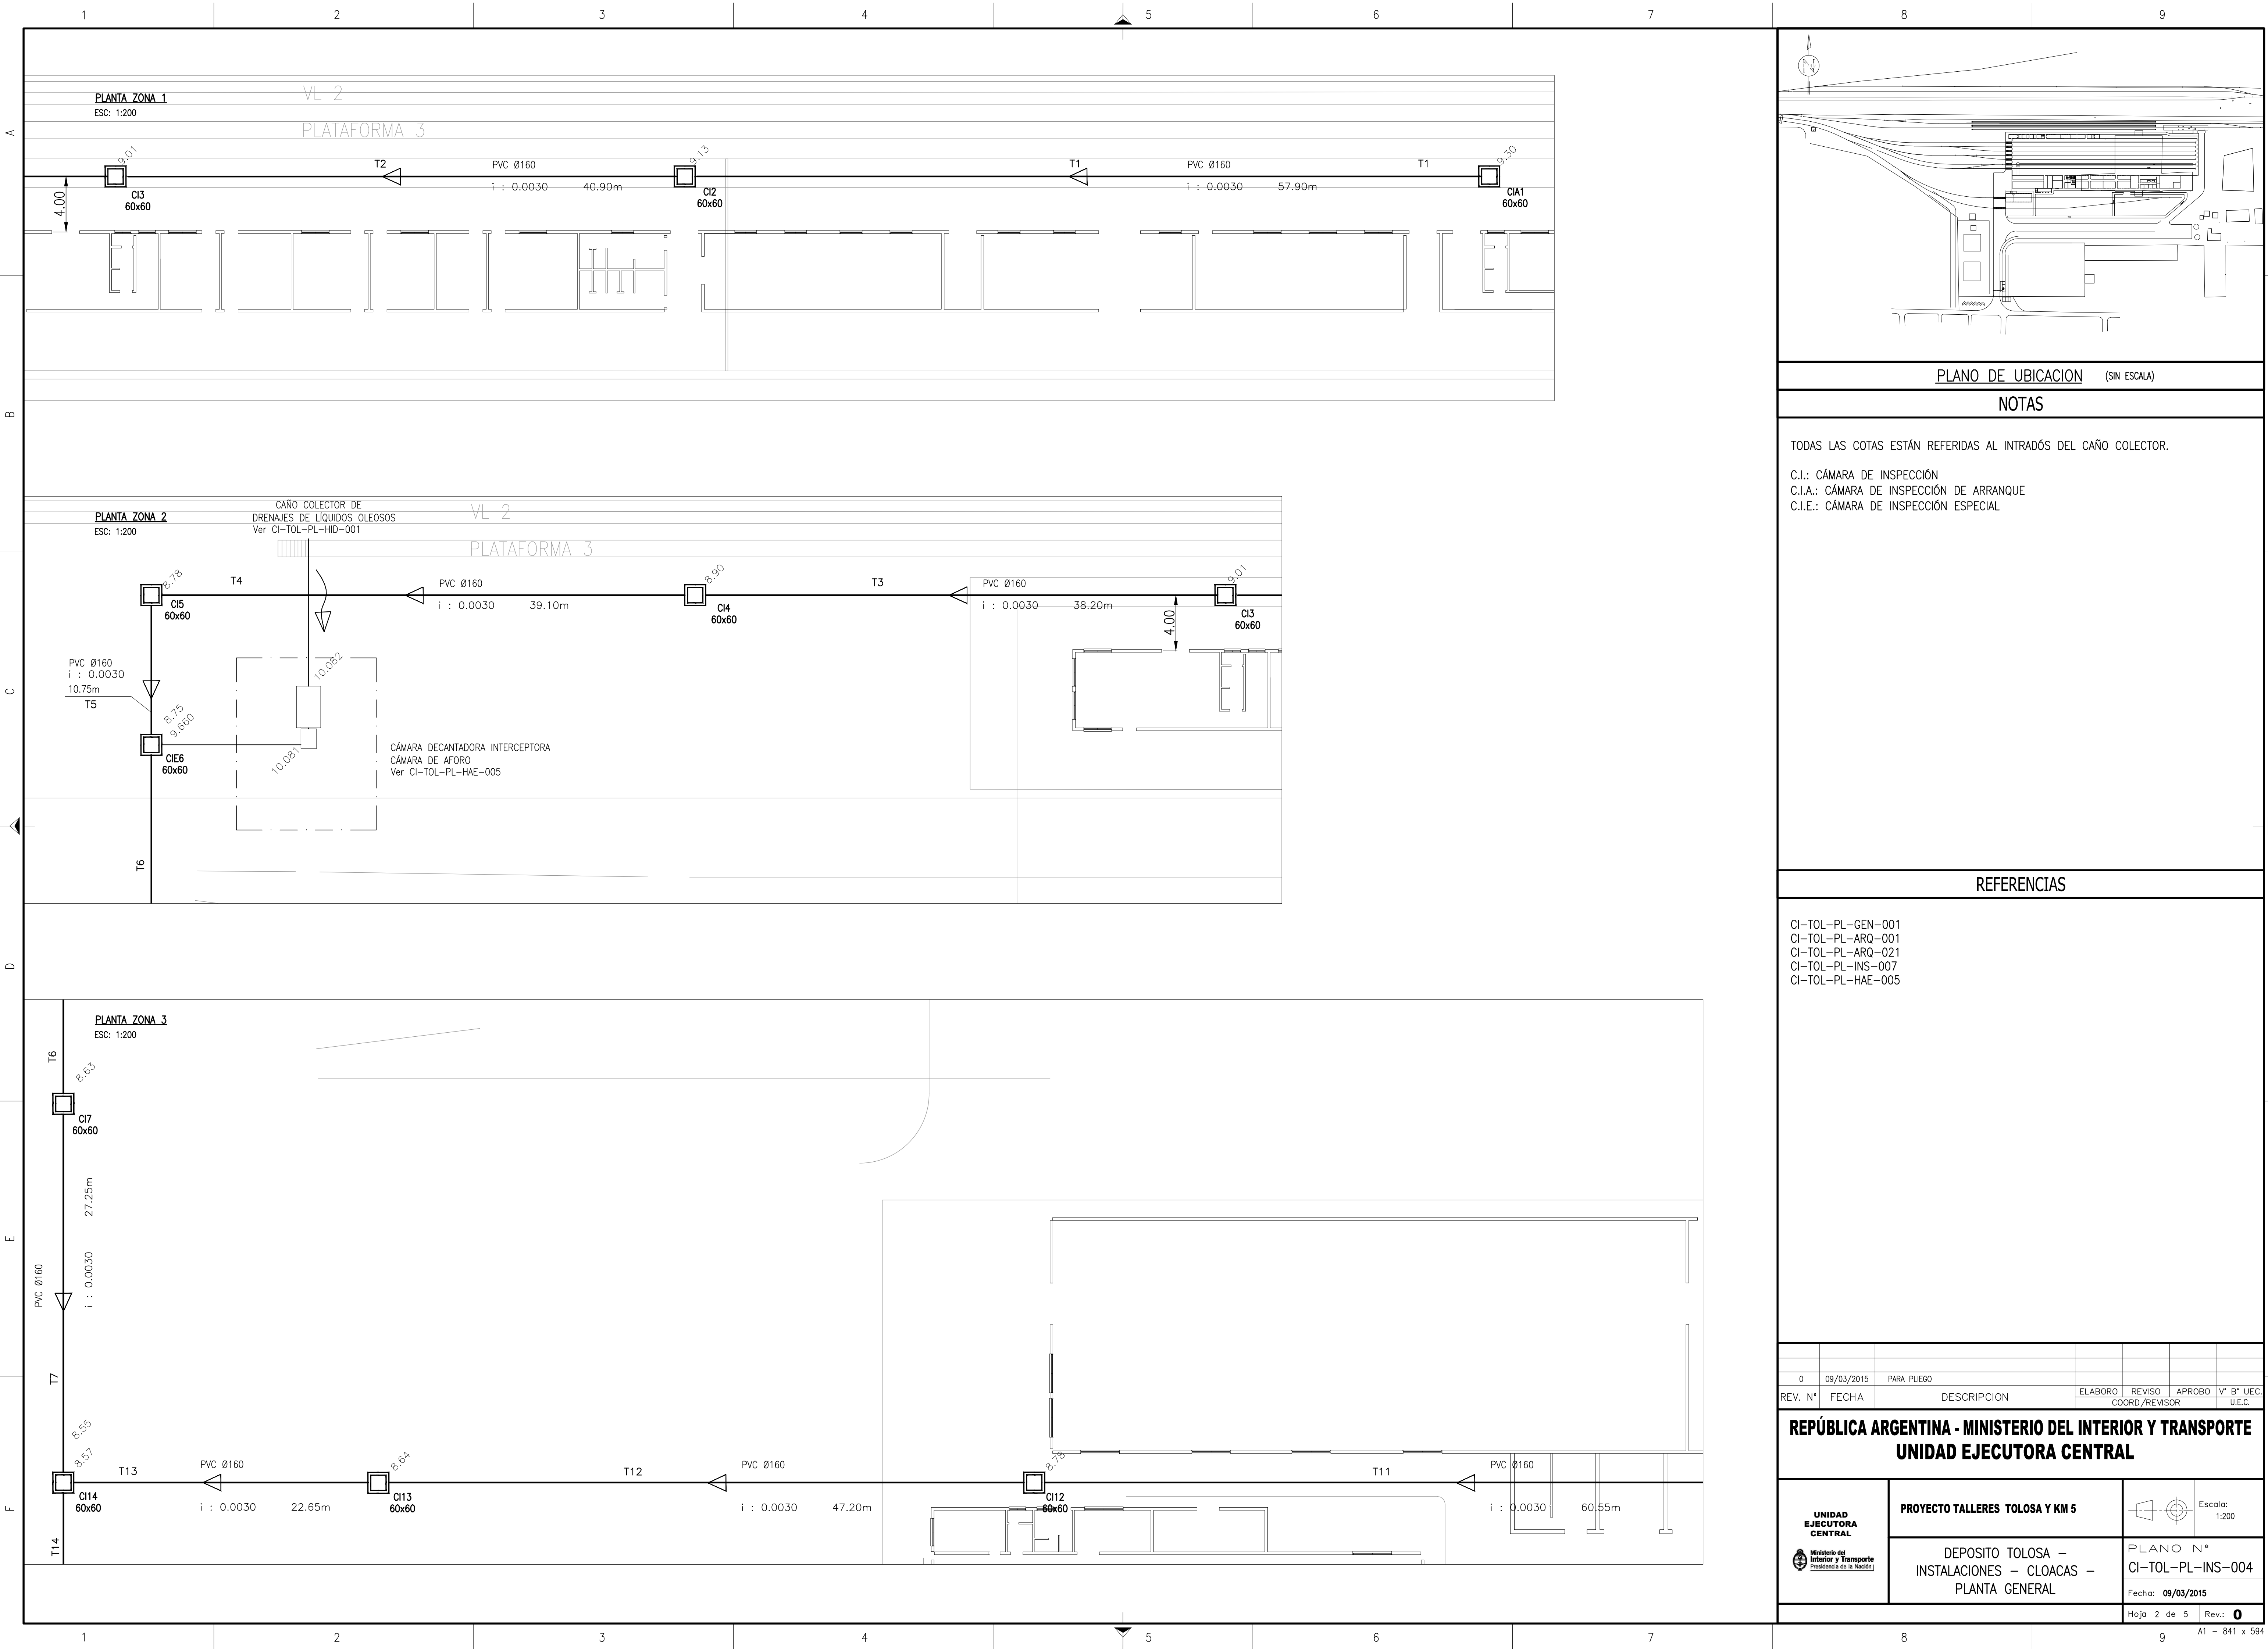 1 2 3 4 5 6 7 8 9
A
B
C
D
E
F
PLANTA ZONA 1
ESC: 1:200
VL 2
PLATAFORMA 3
9.01
T2
PVC Ø160
i : 0.0030 40.90m
9.13
T1
PVC Ø160
i : 0.0030 57.90m
T1
9.30
CI3
60x60
CI2
60x60
CIA1
60x60
4.00
PLANTA ZONA 2
ESC: 1:200
CAÑO COLECTOR DE
DRENAJES DE LÍQUIDOS OLEOSOS
Ver CI-TOL-PL-HID-001
VL 2
PLATAFORMA 3
8.78
T4
PVC Ø160
i : 0.0030 39.10m
8.90
T3
PVC Ø160
i : 0.0030 38.20m
9.01
CI5
60x60
CI4
60x60
CI3
60x60
4.00
PVC Ø160
i : 0.0030
10.75m
T5
10.082
8.75
9.660
CIE6
60x60
10.081
CÁMARA DECANTADORA INTERCEPTORA
CÁMARA DE AFORO
Ver CI-TOL-PL-HAE-005
T6
PLANTA ZONA 3
ESC: 1:200
T6
8.63
CI7
60x60
27.25m
i : 0.0030
PVC Ø160
T7
8.55
8.57
CI14
60x60
T13
PVC Ø160
i : 0.0030 22.65m
8.64
CI13
60x60
T12
PVC Ø160
i : 0.0030 47.20m
8.78
CI12
60x60
T11
PVC Ø160
i : 0.0030 60.55m
T14
PLANO DE UBICACION (SIN ESCALA)
NOTAS
TODAS LAS COTAS ESTÁN REFERIDAS AL INTRADÓS DEL CAÑO COLECTOR.
C.I.: CÁMARA DE INSPECCIÓN
C.I.A.: CÁMARA DE INSPECCIÓN DE ARRANQUE
C.I.E.: CÁMARA DE INSPECCIÓN ESPECIAL
REFERENCIAS
CI-TOL-PL-GEN-001
CI-TOL-PL-ARQ-001
CI-TOL-PL-ARQ-021
CI-TOL-PL-INS-007
CI-TOL-PL-HAE-005
0 09/03/2015 PARA PLIEGO
REV. N° FECHA DESCRIPCION ELABORO REVISO APROBO V° B° UEC.
COORD/REVISOR U.E.C.
REPÚBLICA ARGENTINA - MINISTERIO DEL INTERIOR Y TRANSPORTE
UNIDAD EJECUTORA CENTRAL
UNIDAD
EJECUTORA
CENTRAL
Ministerio del
Interior y Transporte
Presidencia de la Nación
PROYECTO TALLERES TOLOSA Y KM 5
Escala:
1:200
DEPOSITO TOLOSA -
INSTALACIONES - CLOACAS -
PLANTA GENERAL
PLANO N°
CI-TOL-PL-INS-004
Fecha: 09/03/2015
Hoja 2 de 5 Rev.: 0
1 2 3 4 5 6 7 8 9
A1 - 841 x 594